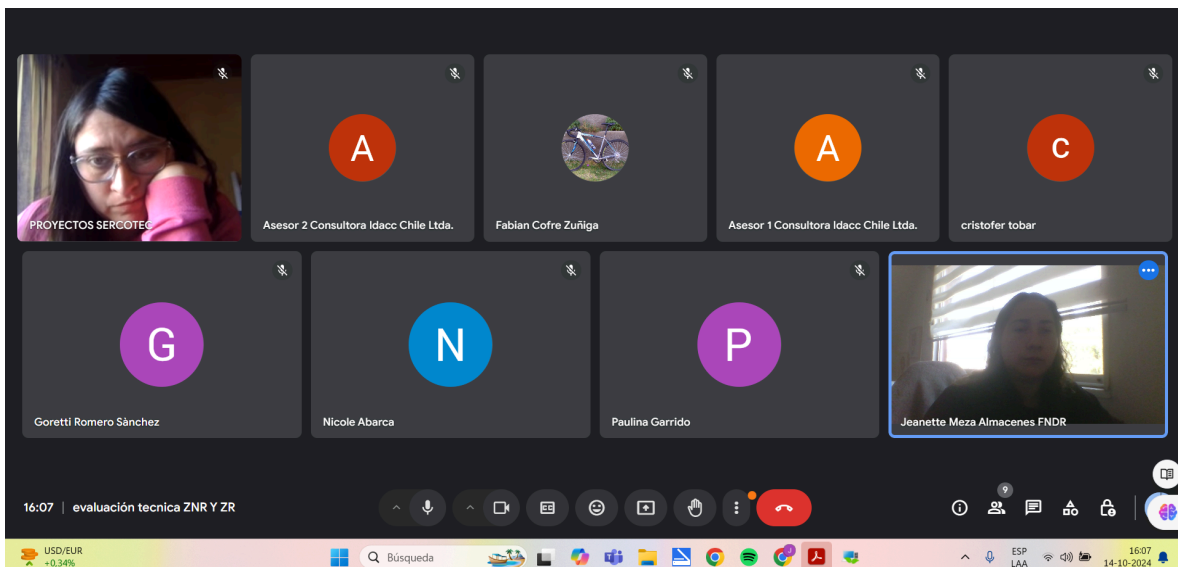 PROYECTOS SERCOTEC
A
Asesor 2 Consultora Idacc Chile Ltda.
Fabian Cofre Zuñiga
A
Asesor 1 Consultora Idacc Chile Ltda.
c
cristofer tobar
G
Goretti Romero Sànchez
N
Nicole Abarca
P
Paulina Garrido
Jeanette Meza Almacenes FNDR
16:07 | evaluación tecnica ZNR Y ZR
CC
9
USD/EUR
+0,34%
Búsqueda
ESP
LAA
16:07
14-10-2024